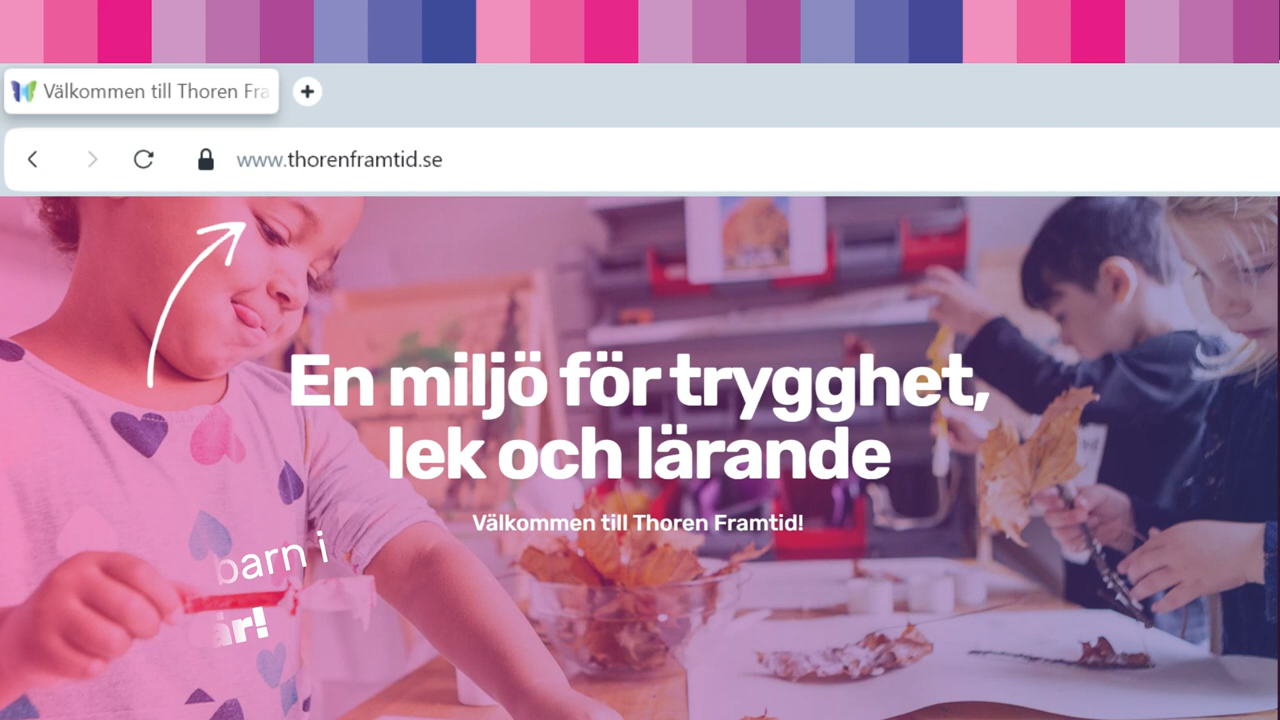 Välkommen till Thoren Fra
www.thorenframtid.se
En miljö för trygghet,
lek och lärande
Välkommen till Thoren Framtid!
barn i
år!